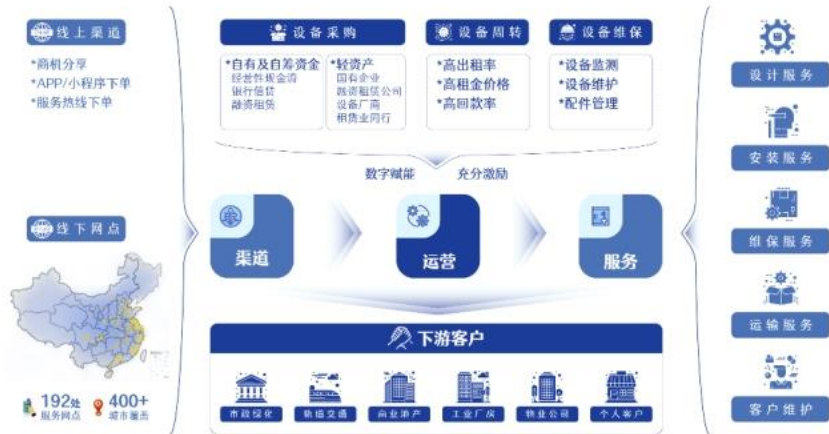 线上渠道
*商机分享
*APP/小程序下单
*服务热线下单
线下网点
192处
服务网点
400+
城市覆盖
设备采购
*自有及自筹资金
经营性现金流
银行信贷
融资租赁
*轻资产
国有企业
融资租赁公司
设备厂商
租赁业同行
设备周转
*高出租率
*高租金价格
*高回款率
设备维保
*设备监测
*设备维护
*配件管理
数字赋能
充分激励
渠道
运营
服务
下游客户
市政绿化
轨道交通
商业地产
工业厂房
物业公司
个人客户
设计服务
安装服务
维保服务
运输服务
客户维护